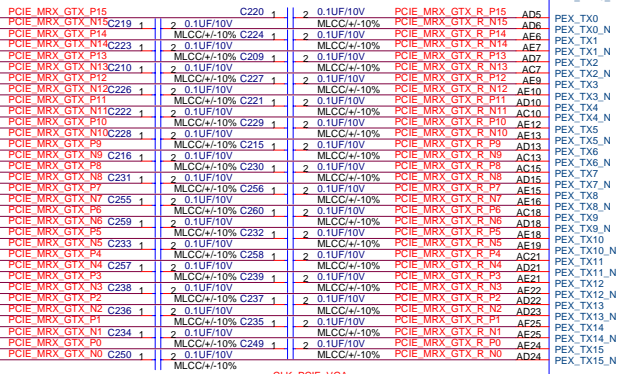 PCIE_MRX_GTX_P15 C220 1 2 0.1UF/10V PCIE_MRX_GTX_R_P15 AD5 PEX_TX0
PCIE_MRX_GTX_N15 C219 1 2 0.1UF/10V MLCC/+/-10% PCIE_MRX_GTX_R_N15 AD6 PEX_TX0_N
PCIE_MRX_GTX_P14 MLCC/+/-10% C224 1 2 0.1UF/10V PCIE_MRX_GTX_R_P14 AE6 PEX_TX1
PCIE_MRX_GTX_N14 C223 1 2 0.1UF/10V MLCC/+/-10% PCIE_MRX_GTX_R_N14 AE7 PEX_TX1_N
PCIE_MRX_GTX_P13 MLCC/+/-10% C209 1 2 0.1UF/10V PCIE_MRX_GTX_R_P13 AD7 PEX_TX2
PCIE_MRX_GTX_N13 C210 1 2 0.1UF/10V MLCC/+/-10% PCIE_MRX_GTX_R_N13 AC7 PEX_TX2_N
PCIE_MRX_GTX_P12 MLCC/+/-10% C227 1 2 0.1UF/10V PCIE_MRX_GTX_R_P12 AE9 PEX_TX3
PCIE_MRX_GTX_N12 C226 1 2 0.1UF/10V MLCC/+/-10% PCIE_MRX_GTX_R_N12 AE10 PEX_TX3_N
PCIE_MRX_GTX_P11 MLCC/+/-10% C221 1 2 0.1UF/10V PCIE_MRX_GTX_R_P11 AD10 PEX_TX4
PCIE_MRX_GTX_N11 C222 1 2 0.1UF/10V MLCC/+/-10% PCIE_MRX_GTX_R_N11 AC10 PEX_TX4_N
PCIE_MRX_GTX_P10 MLCC/+/-10% C229 1 2 0.1UF/10V PCIE_MRX_GTX_R_P10 AE12 PEX_TX5
PCIE_MRX_GTX_N10 C228 1 2 0.1UF/10V MLCC/+/-10% PCIE_MRX_GTX_R_N10 AE13 PEX_TX5_N
PCIE_MRX_GTX_P9 MLCC/+/-10% C215 1 2 0.1UF/10V PCIE_MRX_GTX_R_P9 AD13 PEX_TX6
PCIE_MRX_GTX_N9 C216 1 2 0.1UF/10V MLCC/+/-10% PCIE_MRX_GTX_R_N9 AC13 PEX_TX6_N
PCIE_MRX_GTX_P8 MLCC/+/-10% C230 1 2 0.1UF/10V PCIE_MRX_GTX_R_P8 AC15 PEX_TX7
PCIE_MRX_GTX_N8 C231 1 2 0.1UF/10V MLCC/+/-10% PCIE_MRX_GTX_R_N8 AD15 PEX_TX7_N
PCIE_MRX_GTX_P7 MLCC/+/-10% C256 1 2 0.1UF/10V PCIE_MRX_GTX_R_P7 AE15 PEX_TX8
PCIE_MRX_GTX_N7 C255 1 2 0.1UF/10V MLCC/+/-10% PCIE_MRX_GTX_R_N7 AE16 PEX_TX8_N
PCIE_MRX_GTX_P6 MLCC/+/-10% C260 1 2 0.1UF/10V PCIE_MRX_GTX_R_P6 AC18 PEX_TX9
PCIE_MRX_GTX_N6 C259 1 2 0.1UF/10V MLCC/+/-10% PCIE_MRX_GTX_R_N6 AD18 PEX_TX9_N
PCIE_MRX_GTX_P5 MLCC/+/-10% C232 1 2 0.1UF/10V PCIE_MRX_GTX_R_P5 AE18 PEX_TX10
PCIE_MRX_GTX_N5 C233 1 2 0.1UF/10V MLCC/+/-10% PCIE_MRX_GTX_R_N5 AE19 PEX_TX10_N
PCIE_MRX_GTX_P4 MLCC/+/-10% C258 1 2 0.1UF/10V PCIE_MRX_GTX_R_P4 AC21 PEX_TX11
PCIE_MRX_GTX_N4 C257 1 2 0.1UF/10V MLCC/+/-10% PCIE_MRX_GTX_R_N4 AD21 PEX_TX11_N
PCIE_MRX_GTX_P3 MLCC/+/-10% C239 1 2 0.1UF/10V PCIE_MRX_GTX_R_P3 AE21 PEX_TX12
PCIE_MRX_GTX_N3 C238 1 2 0.1UF/10V MLCC/+/-10% PCIE_MRX_GTX_R_N3 AE22 PEX_TX12_N
PCIE_MRX_GTX_P2 MLCC/+/-10% C237 1 2 0.1UF/10V PCIE_MRX_GTX_R_P2 AD22 PEX_TX13
PCIE_MRX_GTX_N2 C236 1 2 0.1UF/10V MLCC/+/-10% PCIE_MRX_GTX_R_N2 AD23 PEX_TX13_N
PCIE_MRX_GTX_P1 MLCC/+/-10% C235 1 2 0.1UF/10V PCIE_MRX_GTX_R_P1 AF25 PEX_TX14
PCIE_MRX_GTX_N1 C234 1 2 0.1UF/10V MLCC/+/-10% PCIE_MRX_GTX_R_N1 AE25 PEX_TX14_N
PCIE_MRX_GTX_P0 MLCC/+/-10% C249 1 2 0.1UF/10V PCIE_MRX_GTX_R_P0 AE24 PEX_TX15
PCIE_MRX_GTX_N0 C250 1 2 0.1UF/10V MLCC/+/-10% PCIE_MRX_GTX_R_N0 AD24 PEX_TX15_N
MLCC/+/-10%